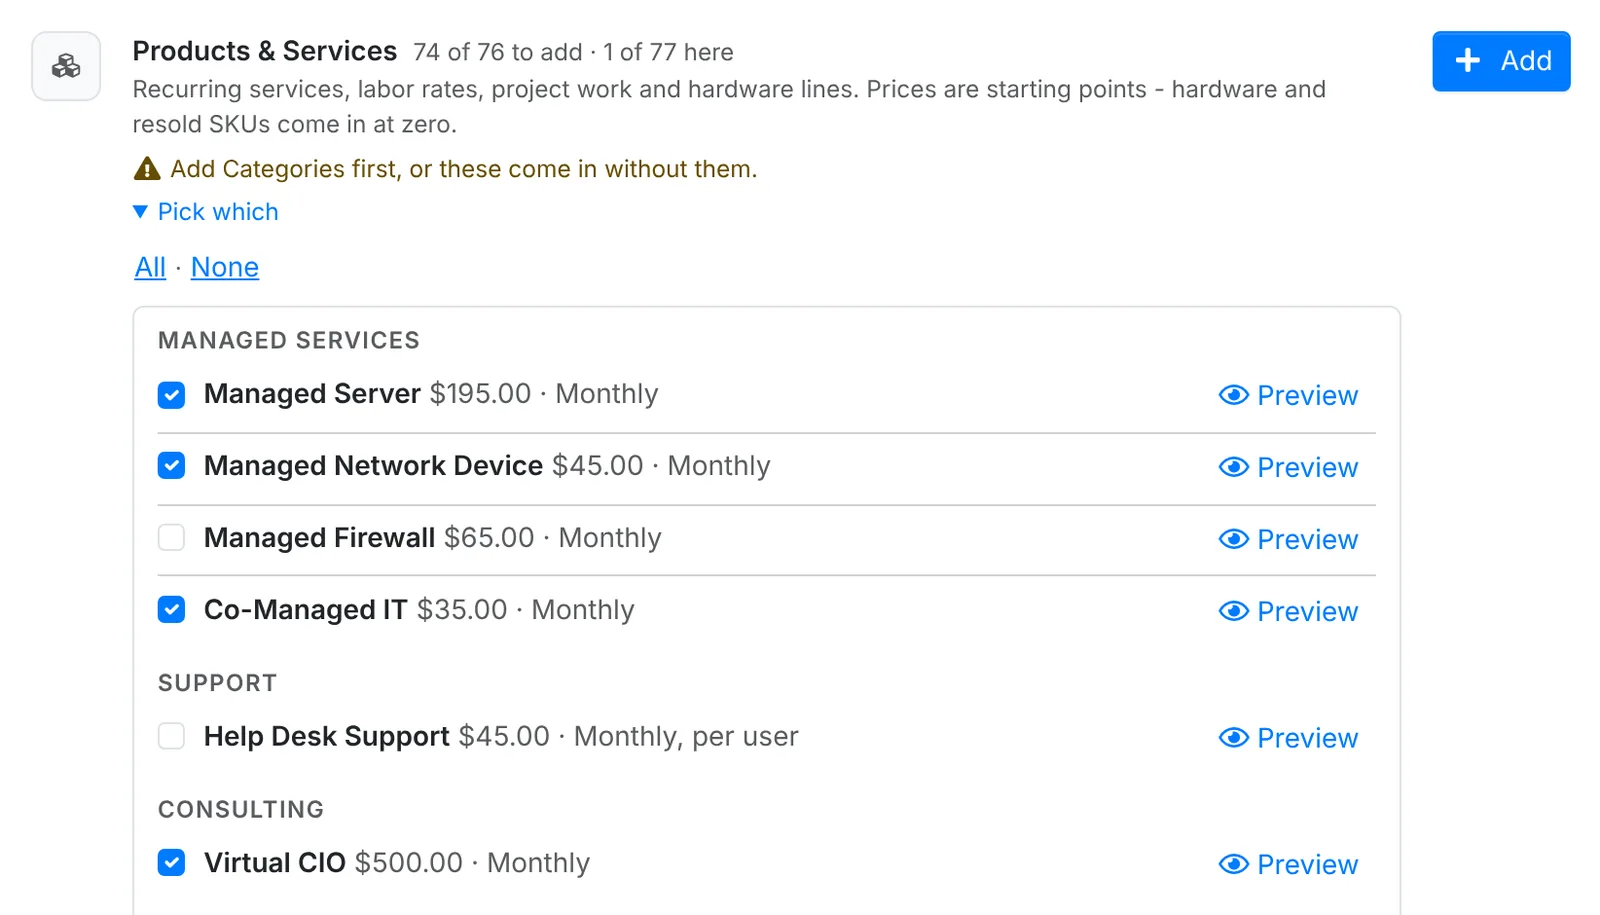 Products & Services 74 of 76 to add · 1 of 77 here
Add
Recurring services, labor rates, project work and hardware lines. Prices are starting points - hardware and
resold SKUs come in at zero.
Add Categories first, or these come in without them.
Pick which
All · None
MANAGED SERVICES
Managed Server $195.00 · Monthly Preview
Managed Network Device $45.00 · Monthly Preview
Managed Firewall $65.00 · Monthly Preview
Co-Managed IT $35.00 · Monthly Preview
SUPPORT
Help Desk Support $45.00 · Monthly, per user Preview
CONSULTING
Virtual CIO $500.00 · Monthly Preview